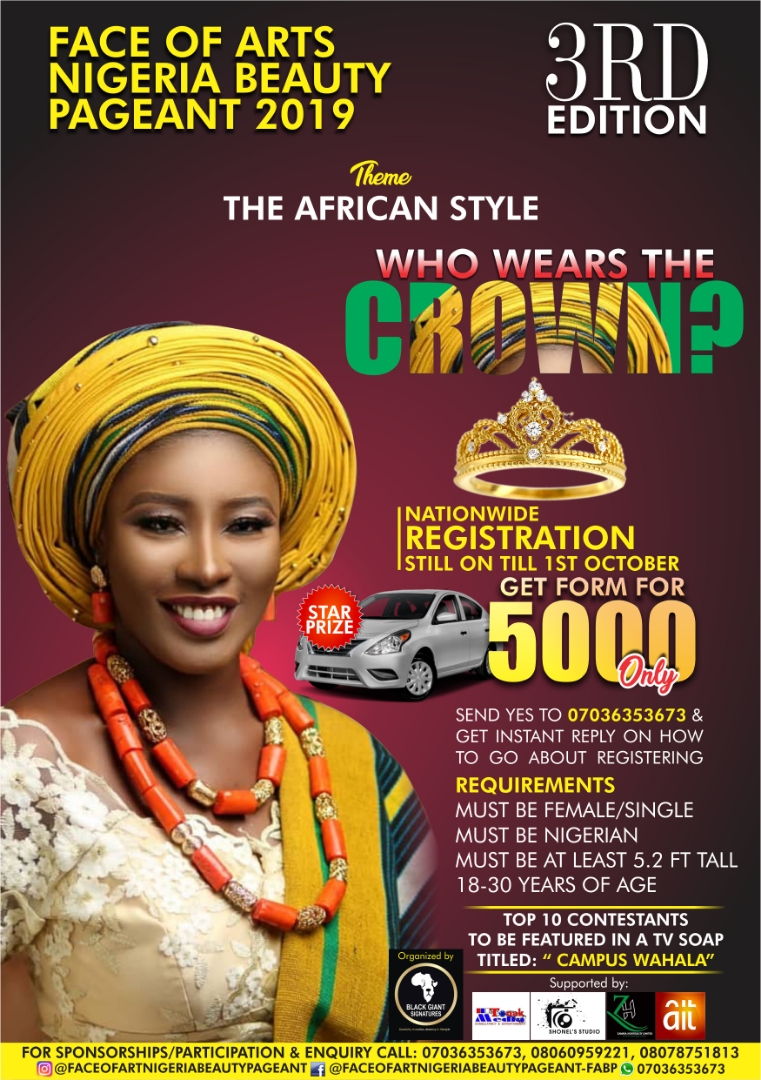 FACE OF ARTS
NIGERIA BEAUTY
PAGEANT 2019
3RD
EDITION
Theme
THE AFRICAN STYLE
WHO WEARS THE
CROWN?
NATIONWIDE
REGISTRATION
STILL ON TILL 1ST OCTOBER
GET FORM FOR
5000
Only
STAR
PRIZE
SEND YES TO 07036353673 &
GET INSTANT REPLY ON HOW
TO GO ABOUT REGISTERING
REQUIREMENTS
MUST BE FEMALE/SINGLE
MUST BE NIGERIAN
MUST BE AT LEAST 5.2 FT TALL
18-30 YEARS OF AGE
TOP 10 CONTESTANTS
TO BE FEATURED IN A TV SOAP
TITLED: “ CAMPUS WAHALA”
Organized by
BLACK GIANT
SIGNATURES
Supported by:
Media
SHONEL'S STUDIO
ait
FOR SPONSORSHIPS/PARTICIPATION & ENQUIRY CALL: 07036353673, 08060959221, 08078751813
@FACEOFARTNIGERIABEAUTYPAGEANT @FACEOFARTNIGERIABEAUTYPAGEANT-FABP 07036353673